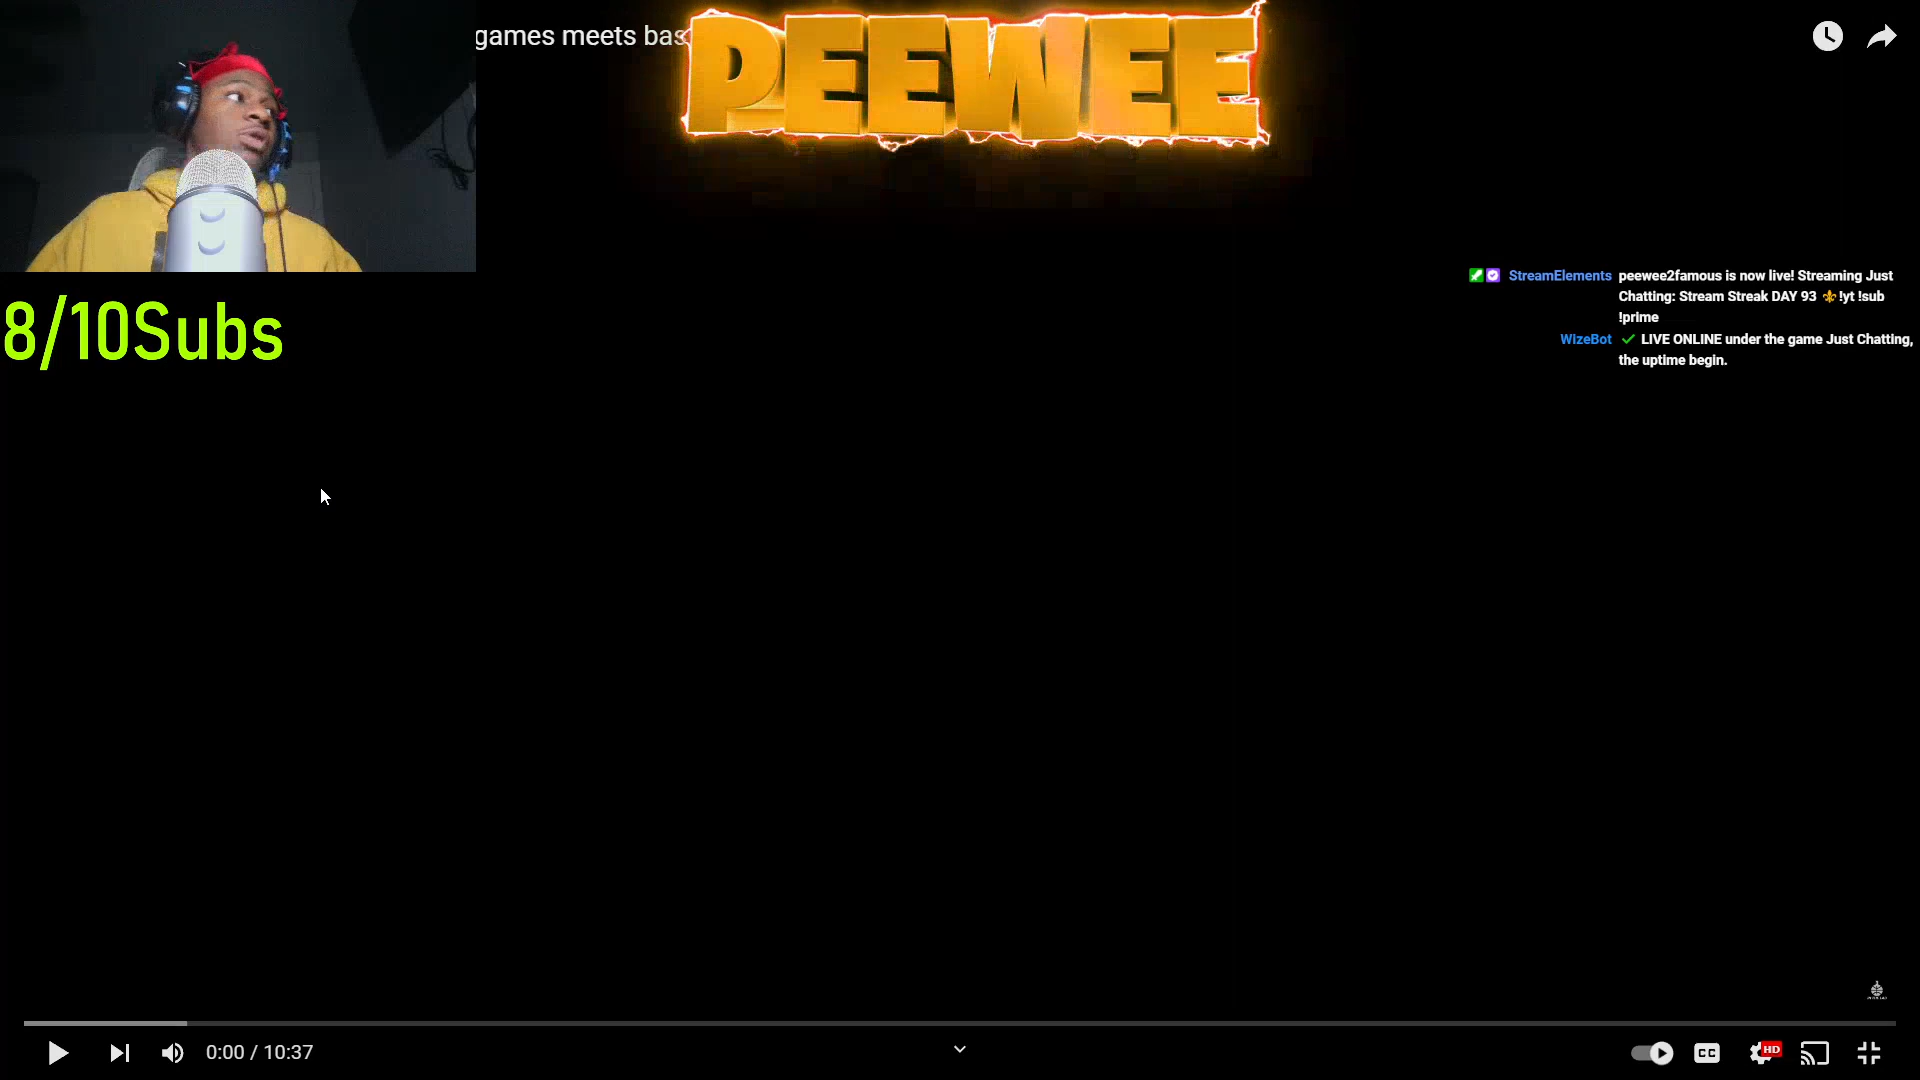 games meets bas
PEEWEE
StreamElements peewee2famous is now live! Streaming Just
Chatting: Stream Streak DAY 93 ⚜️ !yt !sub
!prime
WizeBot ✓ LIVE ONLINE under the game Just Chatting,
the uptime begin.
8/10Subs
0:00 / 10:37
CC
HD